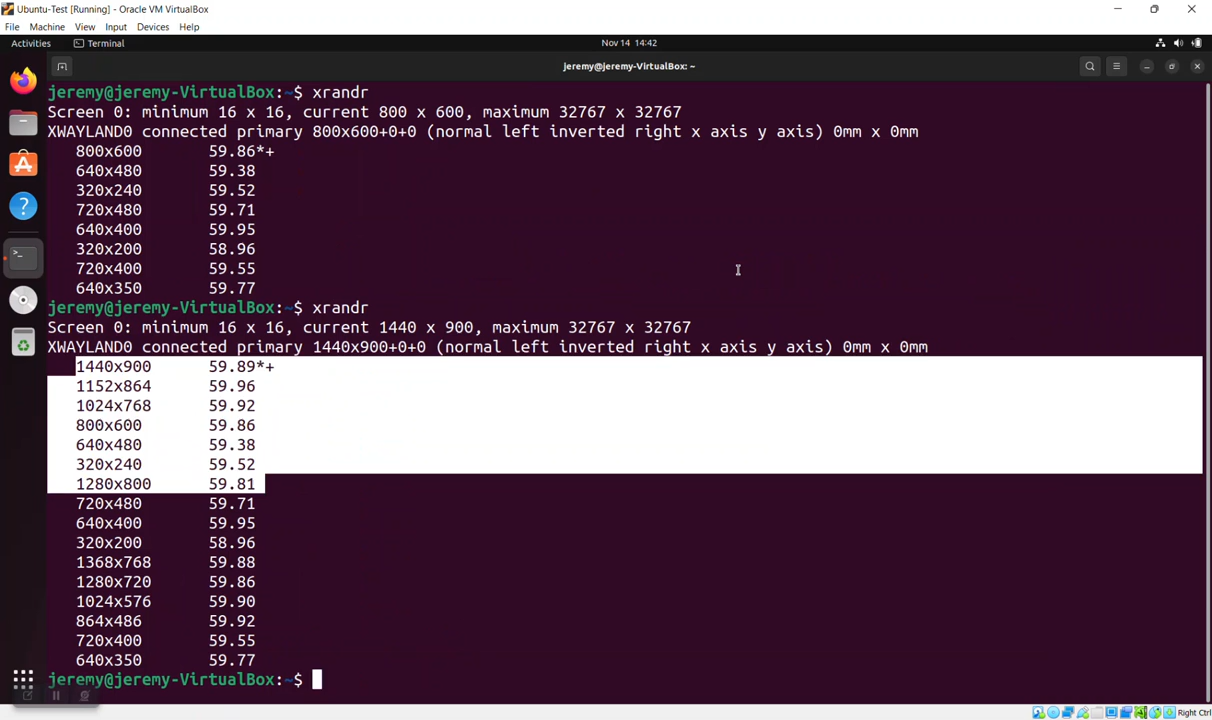 Ubuntu-Test [Running] - Oracle VM VirtualBox
File Machine View Input Devices Help
Activities Terminal Nov 14 14:42
jeremy@jeremy-VirtualBox: ~
jeremy@jeremy-VirtualBox:~$ xrandr
Screen 0: minimum 16 x 16, current 800 x 600, maximum 32767 x 32767
XWAYLAND0 connected primary 800x600+0+0 (normal left inverted right x axis y axis) 0mm x 0mm
800x600 59.86*+
640x480 59.38
320x240 59.52
720x480 59.71
640x400 59.95
320x200 58.96
720x400 59.55
640x350 59.77
jeremy@jeremy-VirtualBox:~$ xrandr
Screen 0: minimum 16 x 16, current 1440 x 900, maximum 32767 x 32767
XWAYLAND0 connected primary 1440x900+0+0 (normal left inverted right x axis y axis) 0mm x 0mm
1440x900 59.89*+
1152x864 59.96
1024x768 59.92
800x600 59.86
640x480 59.38
320x240 59.52
1280x800 59.81
720x480 59.71
640x400 59.95
320x200 58.96
1368x768 59.88
1280x720 59.86
1024x576 59.90
864x486 59.92
720x400 59.55
640x350 59.77
jeremy@jeremy-VirtualBox:~$
Right Ctrl